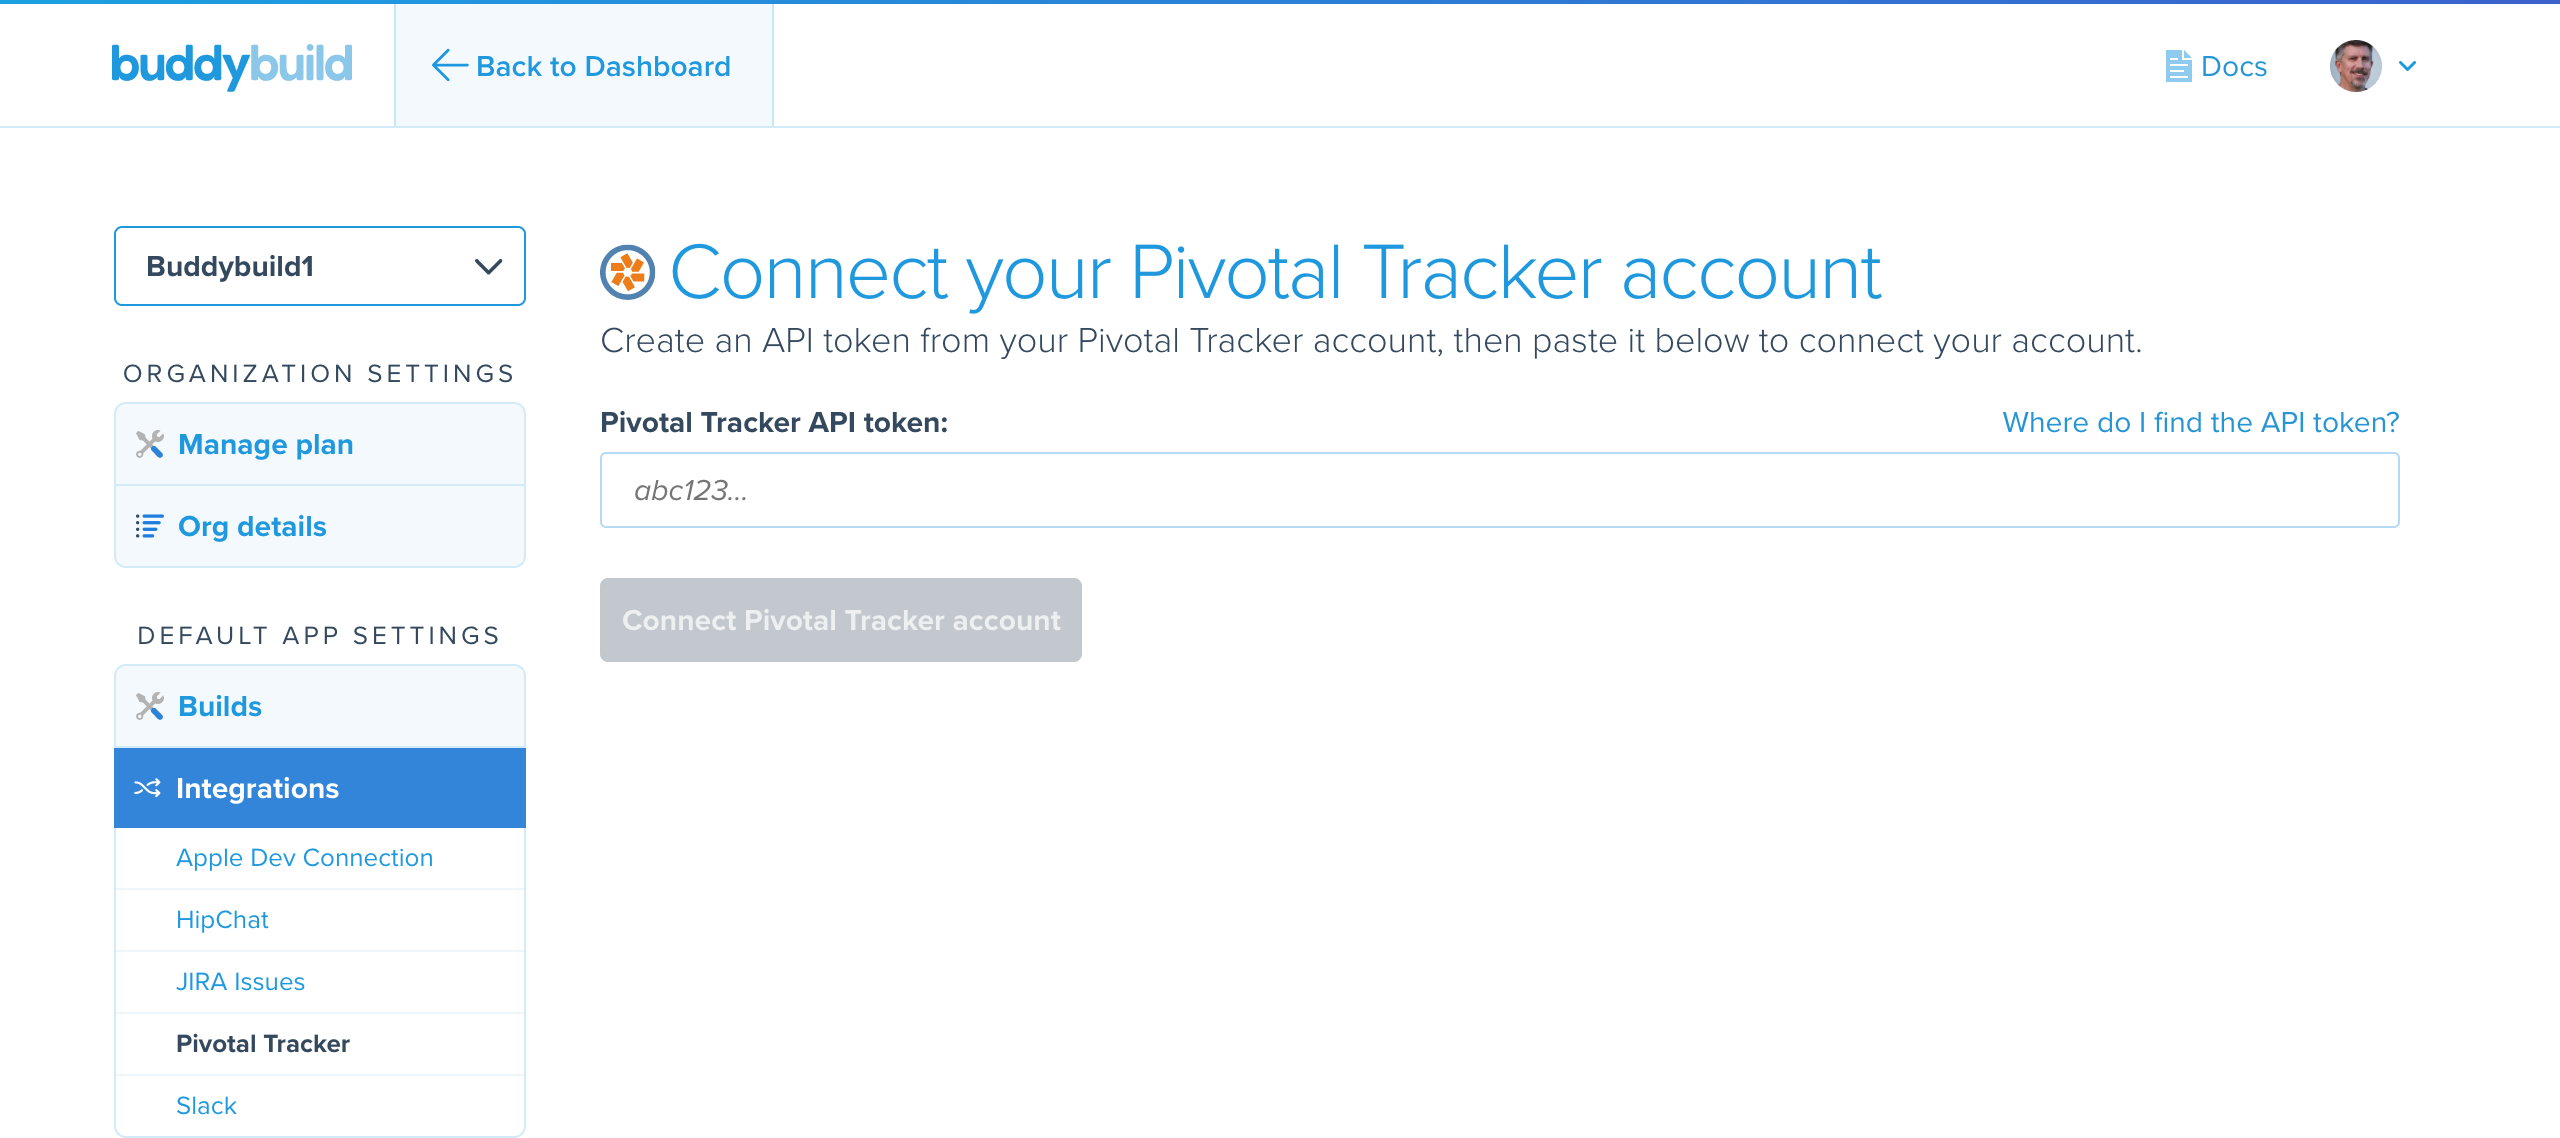 buddybuild
Back to Dashboard
Docs
Buddybuild1
ORGANIZATION SETTINGS
Manage plan
Org details
DEFAULT APP SETTINGS
Builds
Integrations
Apple Dev Connection
HipChat
JIRA Issues
Pivotal Tracker
Slack
Connect your Pivotal Tracker account
Create an API token from your Pivotal Tracker account, then paste it below to connect your account.
Pivotal Tracker API token:
Where do I find the API token?
abc123...
Connect Pivotal Tracker account